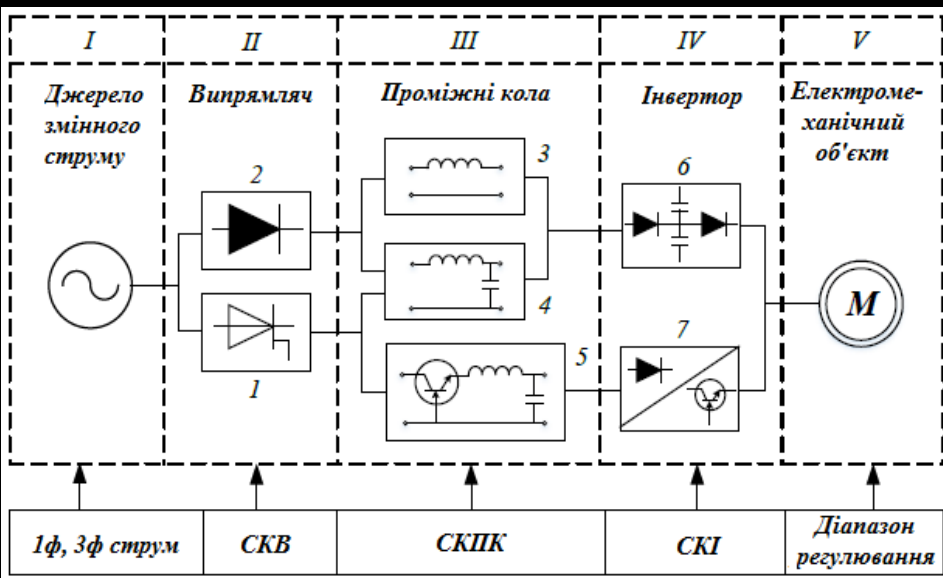 I
II
III
IV
V
Джерело
змінного
струму
Випрямляч
Проміжні кола
Інвертор
Електроме-
ханічний
об'єкт
2
1
3
4
5
6
7
M
1ф, 3ф струм
СКВ
СКПК
СКІ
Діапазон
регулювання